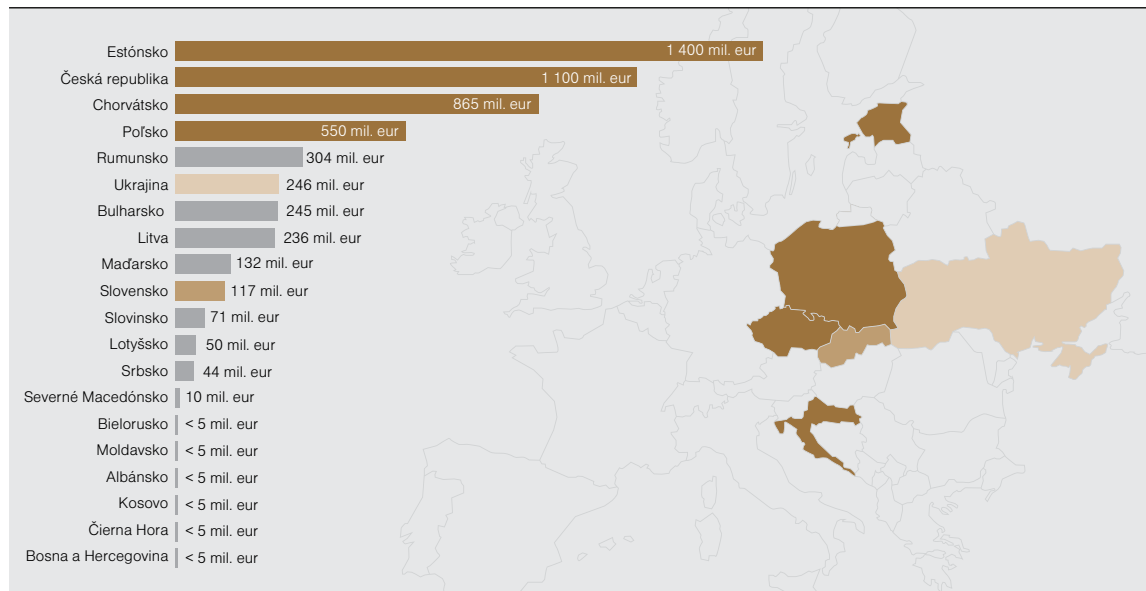 Estónsko 1 400 mil. eur
Česká republika 1 100 mil. eur
Chorvátsko 865 mil. eur
Poľsko 550 mil. eur
Rumunsko 304 mil. eur
Ukrajina 246 mil. eur
Bulharsko 245 mil. eur
Litva 236 mil. eur
Maďarsko 132 mil. eur
Slovensko 117 mil. eur
Slovinsko 71 mil. eur
Lotyšsko 50 mil. eur
Srbsko 44 mil. eur
Severné Macedónsko 10 mil. eur
Bielorusko < 5 mil. eur
Moldavsko < 5 mil. eur
Albánsko < 5 mil. eur
Kosovo < 5 mil. eur
Čierna Hora < 5 mil. eur
Bosna a Hercegovina < 5 mil. eur